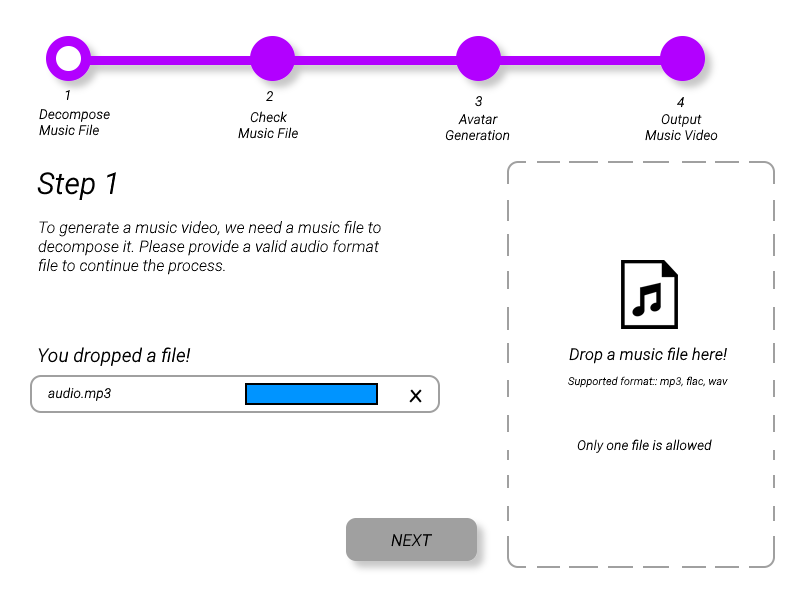 1
Decompose
Music File
2
Check
Music File
3
Avatar
Generation
4
Output
Music Video
Step 1
To generate a music video, we need a music file to
decompose it. Please provide a valid audio format
file to continue the process.
You dropped a file!
audio.mp3
x
Drop a music file here!
Supported format:: mp3, flac, wav
Only one file is allowed
NEXT